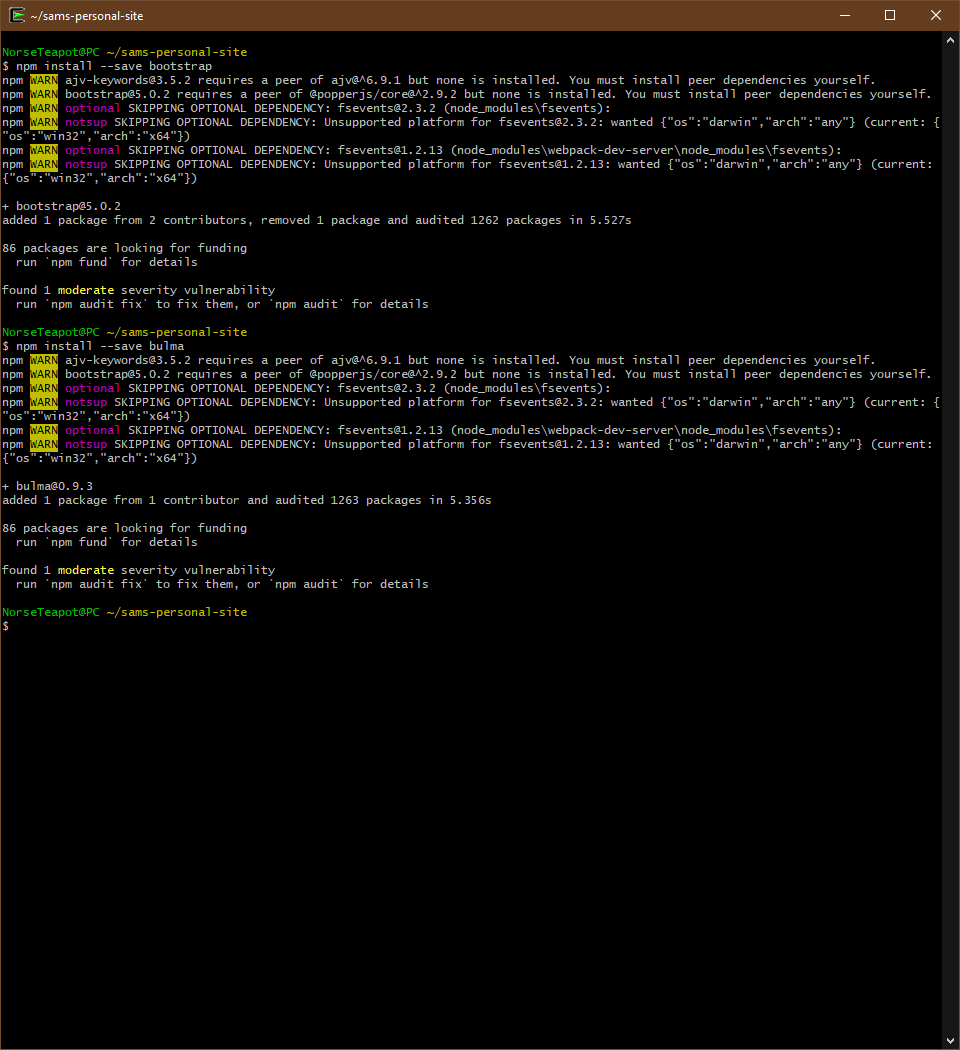 ~/sams-personal-site
NorseTeapot@PC ~/sams-personal-site
$ npm install --save bootstrap
npm WARN ajv-keywords@3.5.2 requires a peer of ajv@^6.9.1 but none is installed. You must install peer dependencies yourself.
npm WARN bootstrap@5.0.2 requires a peer of @popperjs/core@^2.9.2 but none is installed. You must install peer dependencies yourself.
npm WARN optional SKIPPING OPTIONAL DEPENDENCY: fsevents@2.3.2 (node_modules\fsevents):
npm WARN notsup SKIPPING OPTIONAL DEPENDENCY: Unsupported platform for fsevents@2.3.2: wanted {"os":"darwin","arch":"any"} (current: {
"os":"win32","arch":"x64"})
npm WARN optional SKIPPING OPTIONAL DEPENDENCY: fsevents@1.2.13 (node_modules\webpack-dev-server\node_modules\fsevents):
npm WARN notsup SKIPPING OPTIONAL DEPENDENCY: Unsupported platform for fsevents@1.2.13: wanted {"os":"darwin","arch":"any"} (current:
{"os":"win32","arch":"x64"})
+ bootstrap@5.0.2
added 1 package from 2 contributors, removed 1 package and audited 1262 packages in 5.527s
86 packages are looking for funding
  run `npm fund` for details
found 1 moderate severity vulnerability
  run `npm audit fix` to fix them, or `npm audit` for details
NorseTeapot@PC ~/sams-personal-site
$ npm install --save bulma
npm WARN ajv-keywords@3.5.2 requires a peer of ajv@^6.9.1 but none is installed. You must install peer dependencies yourself.
npm WARN bootstrap@5.0.2 requires a peer of @popperjs/core@^2.9.2 but none is installed. You must install peer dependencies yourself.
npm WARN optional SKIPPING OPTIONAL DEPENDENCY: fsevents@2.3.2 (node_modules\fsevents):
npm WARN notsup SKIPPING OPTIONAL DEPENDENCY: Unsupported platform for fsevents@2.3.2: wanted {"os":"darwin","arch":"any"} (current: {
"os":"win32","arch":"x64"})
npm WARN optional SKIPPING OPTIONAL DEPENDENCY: fsevents@1.2.13 (node_modules\webpack-dev-server\node_modules\fsevents):
npm WARN notsup SKIPPING OPTIONAL DEPENDENCY: Unsupported platform for fsevents@1.2.13: wanted {"os":"darwin","arch":"any"} (current:
{"os":"win32","arch":"x64"})
+ bulma@0.9.3
added 1 package from 1 contributor and audited 1263 packages in 5.356s
86 packages are looking for funding
  run `npm fund` for details
found 1 moderate severity vulnerability
  run `npm audit fix` to fix them, or `npm audit` for details
NorseTeapot@PC ~/sams-personal-site
$